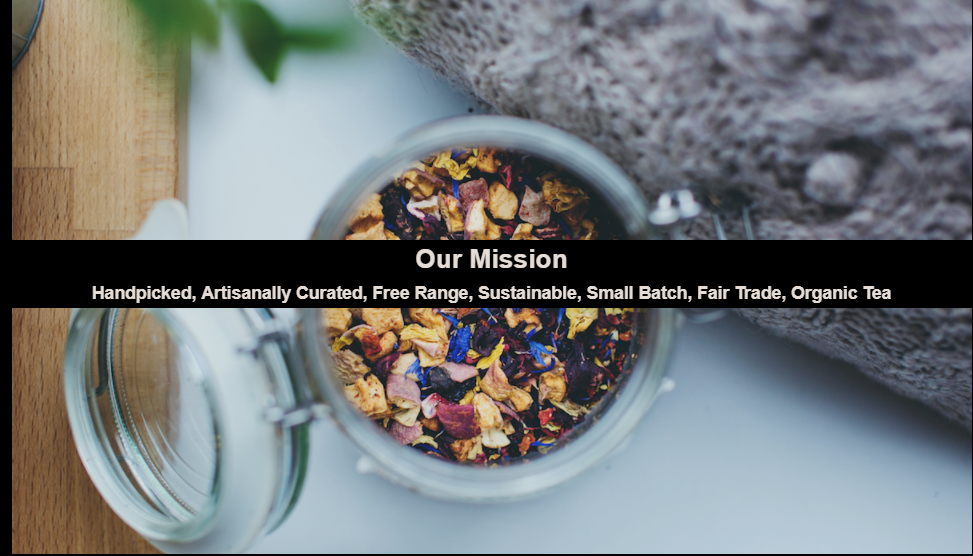 Our Mission
Handpicked, Artisanally Curated, Free Range, Sustainable, Small Batch, Fair Trade, Organic Tea